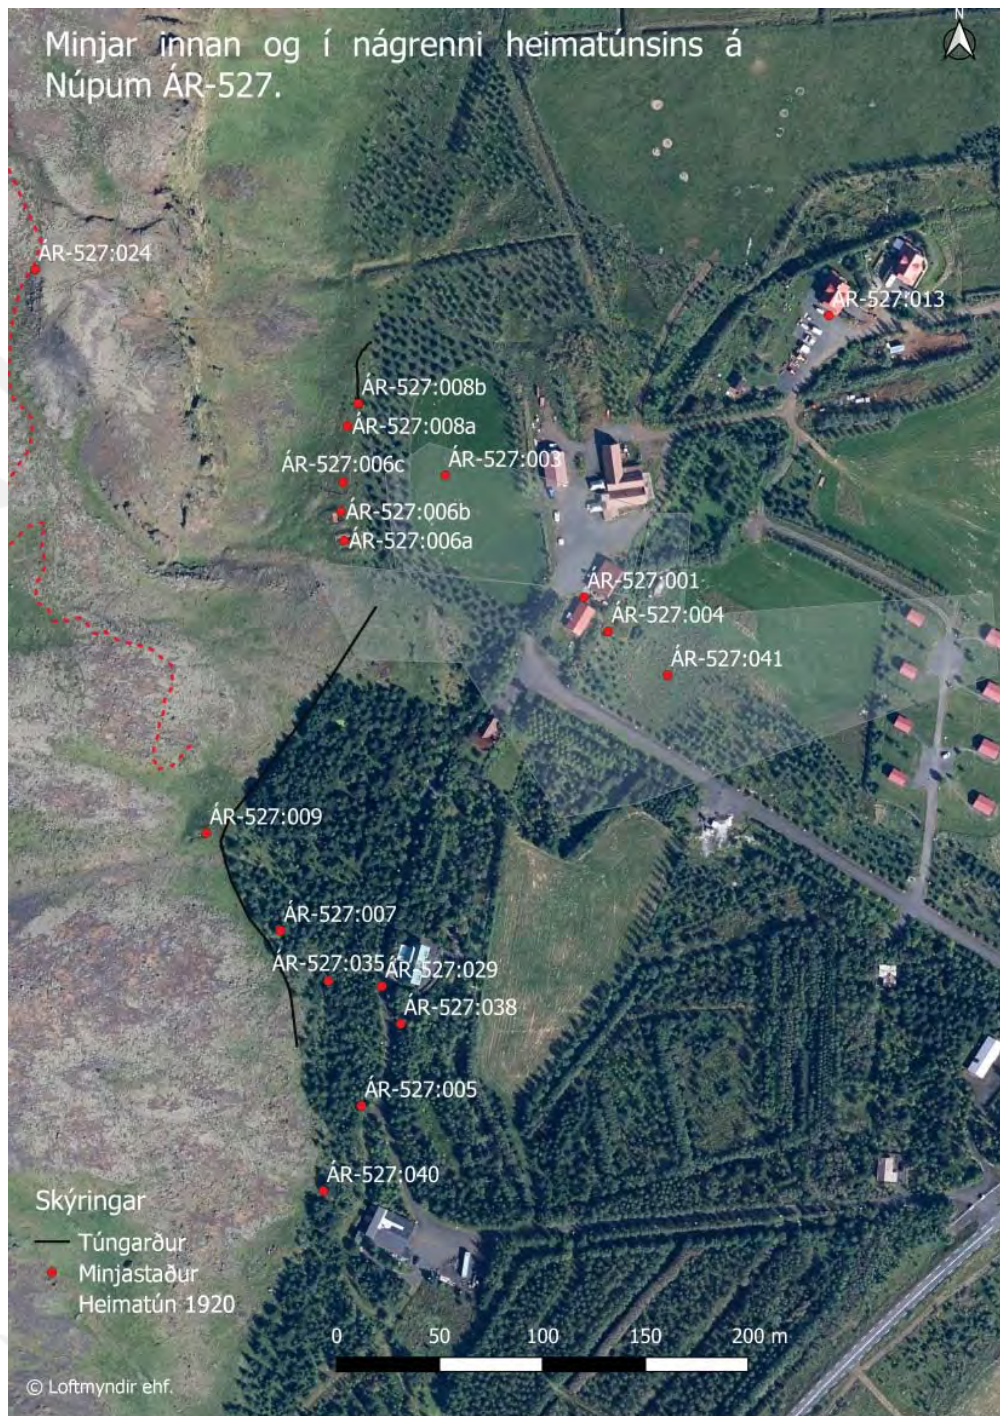 Minjar innan og í nágrenni heimatúnsins á
Núpum ÁR-527.
N
ÁR-527:024
ÁR-527:013
ÁR-527:008b
ÁR-527:008a
ÁR-527:003
ÁR-527:006c
ÁR-527:006b
ÁR-527:006a
ÁR-527:001
ÁR-527:004
ÁR-527:041
ÁR-527:009
ÁR-527:007
ÁR-527:035
ÁR-527:029
ÁR-527:038
ÁR-527:005
ÁR-527:040
Skýringar
Túngarður
Minjastaður
Heimatún 1920
0 50 100 150 200 m
© Loftmyndir ehf.